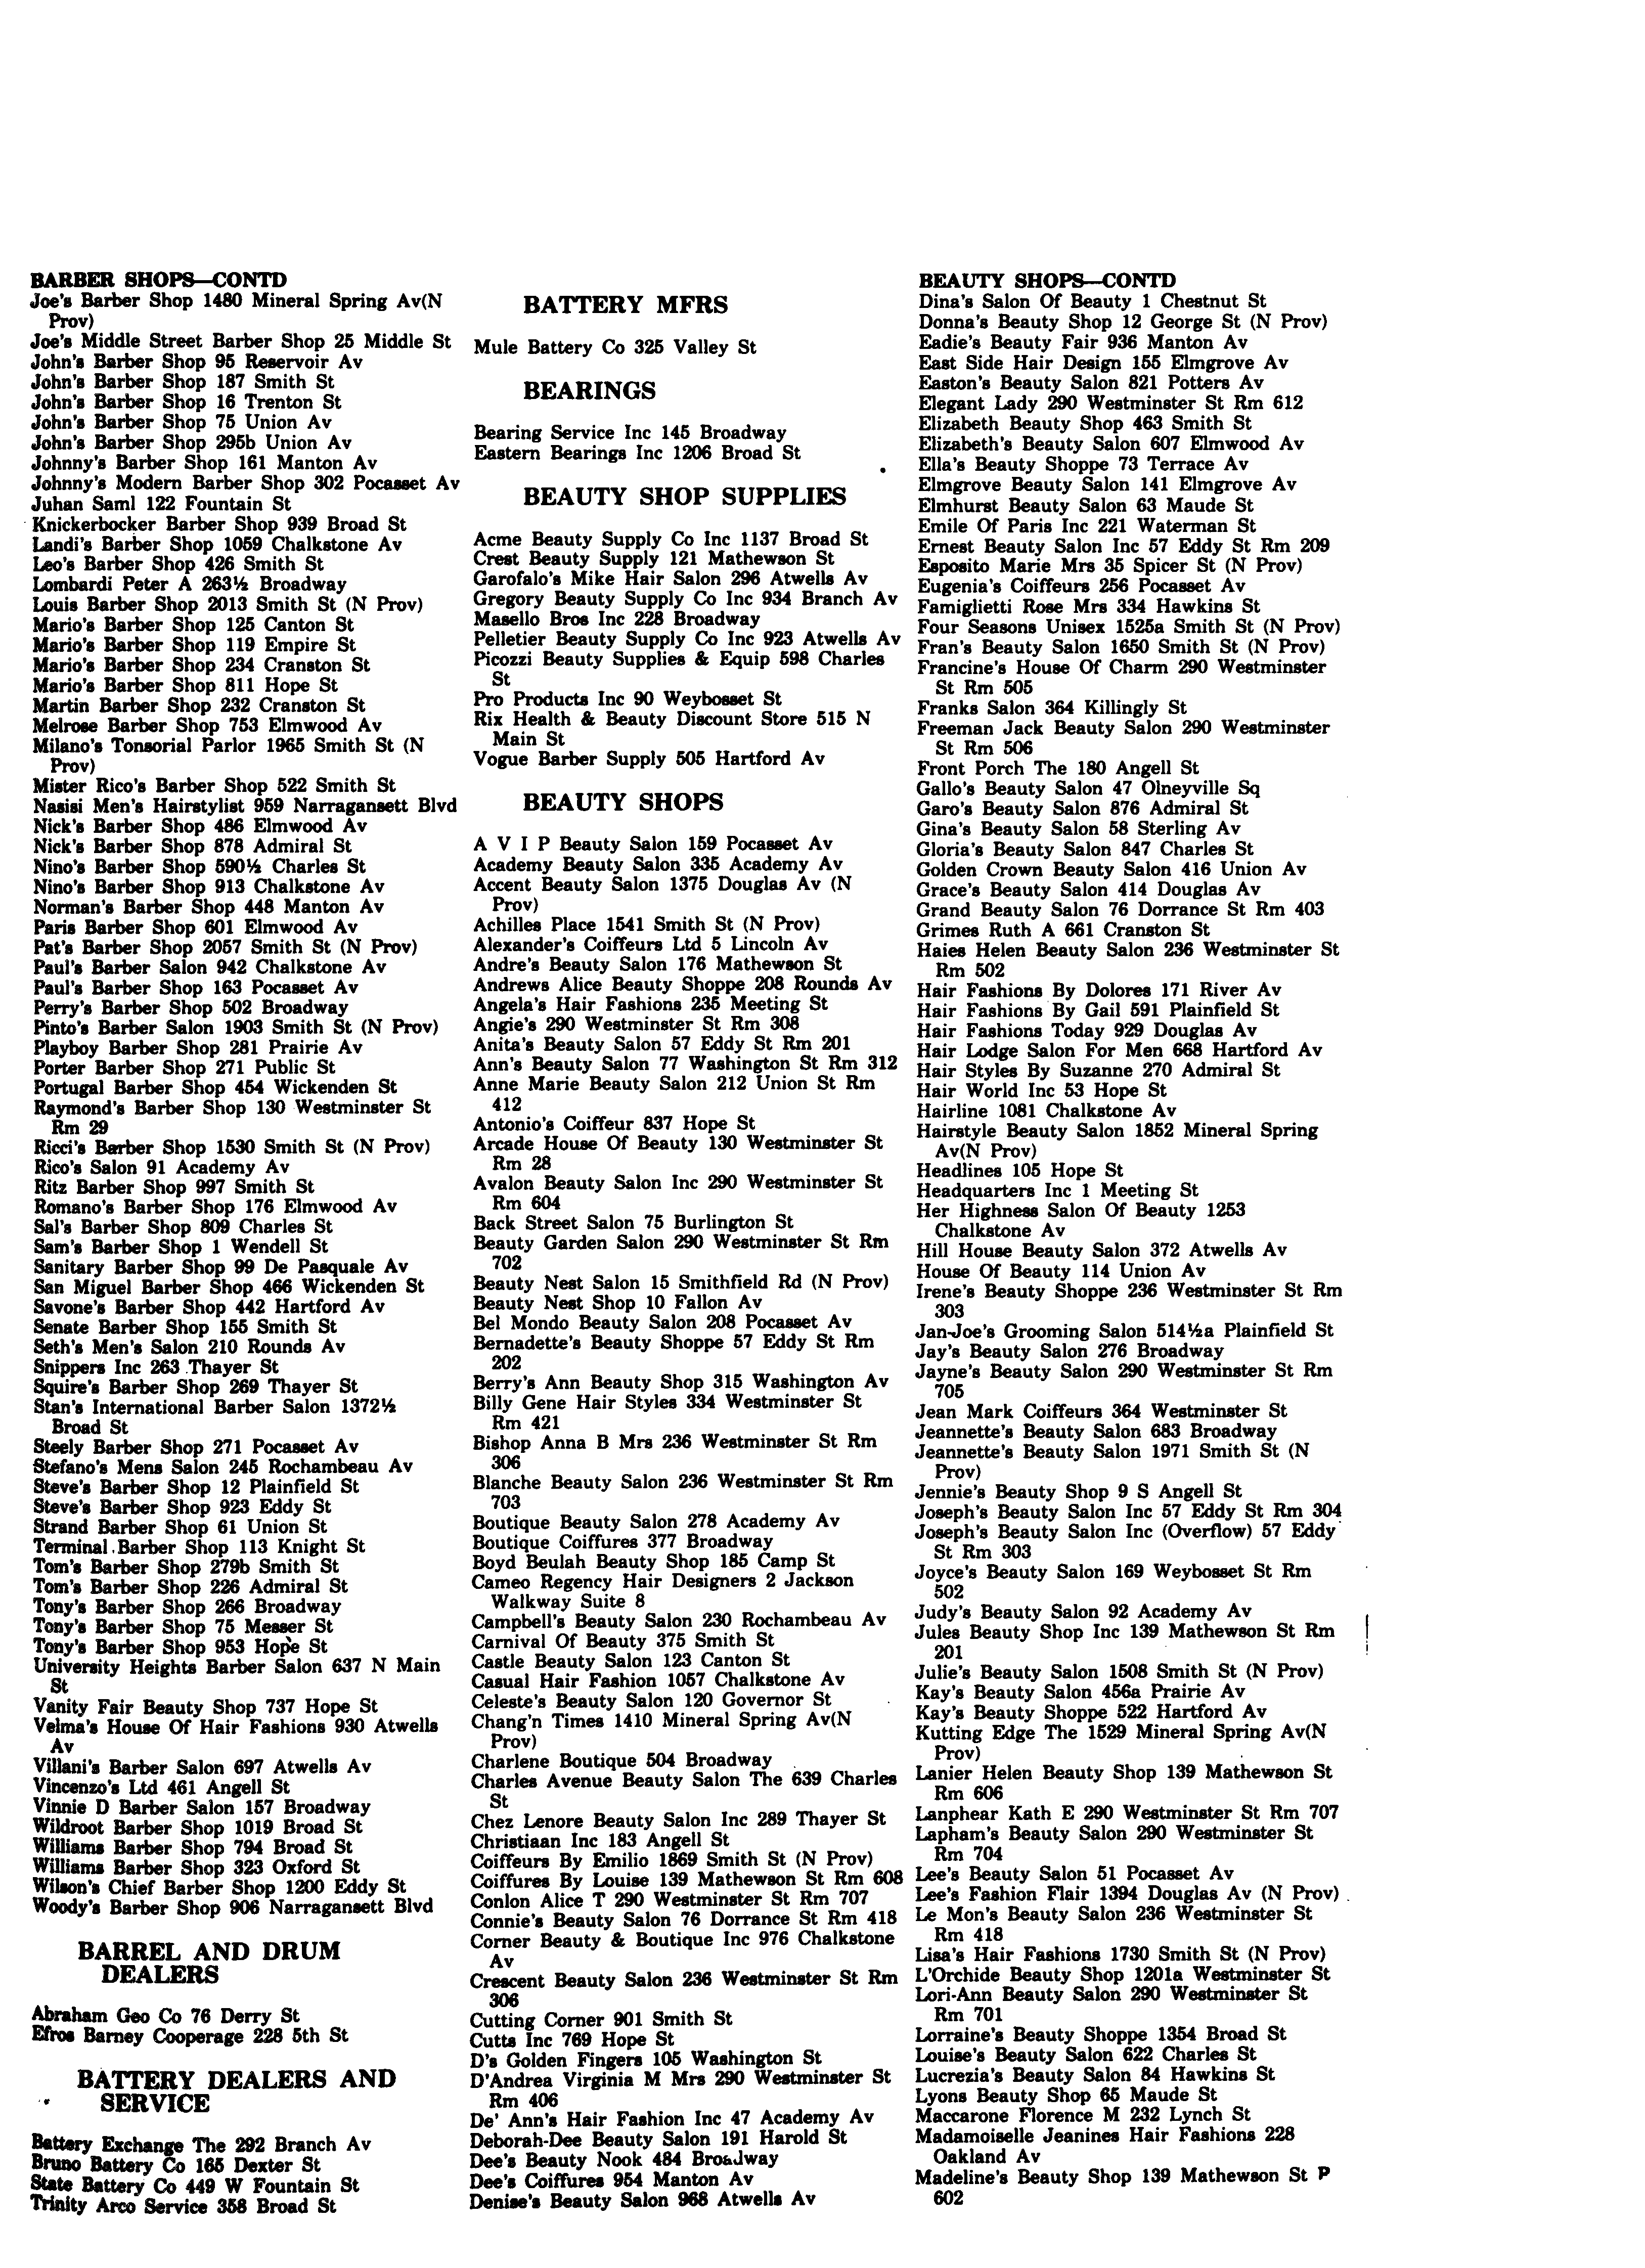 BARBER SHOPS—CONTD
Joe's Barber Shop 1480 Mineral Spring Av(N
Prov)
Joe's Middle Street Barber Shop 25 Middle St
John's Barber Shop 95 Reservoir Av
John's Barber Shop 187 Smith St
John's Barber Shop 16 Trenton St
John's Barber Shop 75 Union Av
John's Barber Shop 295b Union Av
Johnny's Barber Shop 161 Manton Av
Johnny's Modern Barber Shop 302 Pocasset Av
Juhan Saml 122 Fountain St
Knickerbocker Barber Shop 939 Broad St
Landi's Barber Shop 1059 Chalkstone Av
Leo's Barber Shop 426 Smith St
Lombardi Peter A 263½ Broadway
Louis Barber Shop 2013 Smith St (N Prov)
Mario's Barber Shop 125 Canton St
Mario's Barber Shop 119 Empire St
Mario's Barber Shop 234 Cranston St
Mario's Barber Shop 811 Hope St
Martin Barber Shop 232 Cranston St
Melrose Barber Shop 753 Elmwood Av
Milano's Tonsorial Parlor 1965 Smith St (N
Prov)
Mister Rico's Barber Shop 522 Smith St
Nasisi Men's Hairstylist 959 Narragansett Blvd
Nick's Barber Shop 486 Elmwood Av
Nick's Barber Shop 878 Admiral St
Nino's Barber Shop 590½ Charles St
Nino's Barber Shop 913 Chalkstone Av
Norman's Barber Shop 448 Manton Av
Paris Barber Shop 601 Elmwood Av
Pat's Barber Shop 2057 Smith St (N Prov)
Paul's Barber Salon 942 Chalkstone Av
Paul's Barber Shop 163 Pocasset Av
Perry's Barber Shop 502 Broadway
Pinto's Barber Salon 1903 Smith St (N Prov)
Playboy Barber Shop 281 Prairie Av
Porter Barber Shop 271 Public St
Portugal Barber Shop 454 Wickenden St
Raymond's Barber Shop 130 Westminster St
Rm 29
Ricci's Barber Shop 1530 Smith St (N Prov)
Rico's Salon 91 Academy Av
Ritz Barber Shop 997 Smith St
Romano's Barber Shop 176 Elmwood Av
Sal's Barber Shop 809 Charles St
Sam's Barber Shop 1 Wendell St
Sanitary Barber Shop 99 De Pasquale Av
San Miguel Barber Shop 466 Wickenden St
Savone's Barber Shop 442 Hartford Av
Senate Barber Shop 155 Smith St
Seth's Men's Salon 210 Rounds Av
Snippers Inc 263 Thayer St
Squire's Barber Shop 269 Thayer St
Stan's International Barber Salon 1372½
Broad St
Steely Barber Shop 271 Pocasset Av
Stefano's Mens Salon 245 Rochambeau Av
Steve's Barber Shop 12 Plainfield St
Steve's Barber Shop 923 Eddy St
Strand Barber Shop 61 Union St
Terminal Barber Shop 113 Knight St
Tom's Barber Shop 279b Smith St
Tom's Barber Shop 226 Admiral St
Tony's Barber Shop 266 Broadway
Tony's Barber Shop 75 Messer St
Tony's Barber Shop 953 Hope St
University Heights Barber Salon 637 N Main
St
Vanity Fair Beauty Shop 737 Hope St
Velma's House Of Hair Fashions 930 Atwells
Av
Villani's Barber Salon 697 Atwells Av
Vincenzo's Ltd 461 Angell St
Vinnie D Barber Salon 157 Broadway
Wildroot Barber Shop 1019 Broad St
Williams Barber Shop 794 Broad St
Williams Barber Shop 323 Oxford St
Wilson's Chief Barber Shop 1200 Eddy St
Woody's Barber Shop 906 Narragansett Blvd
BARREL AND DRUM
DEALERS
Abraham Geo Co 76 Derry St
Efros Barney Cooperage 228 5th St
BATTERY DEALERS AND
SERVICE
Battery Exchange The 292 Branch Av
Bruno Battery Co 165 Dexter St
State Battery Co 449 W Fountain St
Trinity Arco Service 358 Broad St
BATTERY MFRS
Mule Battery Co 325 Valley St
BEARINGS
Bearing Service Inc 145 Broadway
Eastern Bearings Inc 1206 Broad St
BEAUTY SHOP SUPPLIES
Acme Beauty Supply Co Inc 1137 Broad St
Crest Beauty Supply 121 Mathewson St
Garofalo's Mike Hair Salon 296 Atwells Av
Gregory Beauty Supply Co Inc 934 Branch Av
Masello Bros Inc 228 Broadway
Pelletier Beauty Supply Co Inc 923 Atwells Av
Picozzi Beauty Supplies & Equip 598 Charles
St
Pro Products Inc 90 Weybosset St
Rix Health & Beauty Discount Store 515 N
Main St
Vogue Barber Supply 505 Hartford Av
BEAUTY SHOPS
A V I P Beauty Salon 159 Pocasset Av
Academy Beauty Salon 335 Academy Av
Accent Beauty Salon 1375 Douglas Av (N
Prov)
Achilles Place 1541 Smith St (N Prov)
Alexander's Coiffeurs Ltd 5 Lincoln Av
Andre's Beauty Salon 176 Mathewson St
Andrews Alice Beauty Shoppe 208 Rounds Av
Angela's Hair Fashions 235 Meeting St
Angie's 290 Westminster St Rm 308
Anita's Beauty Salon 57 Eddy St Rm 201
Ann's Beauty Salon 77 Washington St Rm 312
Anne Marie Beauty Salon 212 Union St Rm
412
Antonio's Coiffeur 837 Hope St
Arcade House Of Beauty 130 Westminster St
Rm 28
Avalon Beauty Salon Inc 290 Westminster St
Rm 604
Back Street Salon 75 Burlington St
Beauty Garden Salon 290 Westminster St Rm
702
Beauty Nest Salon 15 Smithfield Rd (N Prov)
Beauty Nest Shop 10 Fallon Av
Bel Mondo Beauty Salon 208 Pocasset Av
Bernadette's Beauty Shoppe 57 Eddy St Rm
202
Berry's Ann Beauty Shop 315 Washington Av
Billy Gene Hair Styles 334 Westminster St
Rm 421
Bishop Anna B Mrs 236 Westminster St Rm
306
Blanche Beauty Salon 236 Westminster St Rm
703
Boutique Beauty Salon 278 Academy Av
Boutique Coiffures 377 Broadway
Boyd Beulah Beauty Shop 185 Camp St
Cameo Regency Hair Designers 2 Jackson
Walkway Suite 8
Campbell's Beauty Salon 230 Rochambeau Av
Carnival Of Beauty 375 Smith St
Castle Beauty Salon 123 Canton St
Casual Hair Fashion 1057 Chalkstone Av
Celeste's Beauty Salon 120 Governor St
Chang'n Times 1410 Mineral Spring Av(N
Prov)
Charlene Boutique 504 Broadway
Charles Avenue Beauty Salon The 639 Charles
St
Chez Lenore Beauty Salon Inc 289 Thayer St
Christiaan Inc 183 Angell St
Coiffeurs By Emilio 1869 Smith St (N Prov)
Coiffures By Louise 139 Mathewson St Rm 608
Conlon Alice T 290 Westminster St Rm 707
Connie's Beauty Salon 76 Dorrance St Rm 418
Corner Beauty & Boutique Inc 976 Chalkstone
Av
Crescent Beauty Salon 236 Westminster St Rm
306
Cutting Corner 901 Smith St
Cutts Inc 769 Hope St
D's Golden Fingers 105 Washington St
D'Andrea Virginia M Mrs 290 Westminster St
Rm 406
De' Ann's Hair Fashion Inc 47 Academy Av
Deborah-Dee Beauty Salon 191 Harold St
Dee's Beauty Nook 484 Broadway
Dee's Coiffures 954 Manton Av
Denise's Beauty Salon 968 Atwells Av
BEAUTY SHOPS—CONTD
Dina's Salon Of Beauty 1 Chestnut St
Donna's Beauty Shop 12 George St (N Prov)
Eadie's Beauty Fair 936 Manton Av
East Side Hair Design 155 Elmgrove Av
Easton's Beauty Salon 821 Potters Av
Elegant Lady 290 Westminster St Rm 612
Elizabeth Beauty Shop 463 Smith St
Elizabeth's Beauty Salon 607 Elmwood Av
Ella's Beauty Shoppe 73 Terrace Av
Elmgrove Beauty Salon 141 Elmgrove Av
Elmhurst Beauty Salon 63 Maude St
Emile Of Paris Inc 221 Waterman St
Ernest Beauty Salon Inc 57 Eddy St Rm 209
Esposito Marie Mrs 35 Spicer St (N Prov)
Eugenia's Coiffeurs 256 Pocasset Av
Famiglietti Rose Mrs 334 Hawkins St
Four Seasons Unisex 1525a Smith St (N Prov)
Fran's Beauty Salon 1650 Smith St (N Prov)
Francine's House Of Charm 290 Westminster
St Rm 505
Franks Salon 364 Killingly St
Freeman Jack Beauty Salon 290 Westminster
St Rm 506
Front Porch The 180 Angell St
Gallo's Beauty Salon 47 Olneyville Sq
Garo's Beauty Salon 876 Admiral St
Gina's Beauty Salon 58 Sterling Av
Gloria's Beauty Salon 847 Charles St
Golden Crown Beauty Salon 416 Union Av
Grace's Beauty Salon 414 Douglas Av
Grand Beauty Salon 76 Dorrance St Rm 403
Grimes Ruth A 661 Cranston St
Haies Helen Beauty Salon 236 Westminster St
Rm 502
Hair Fashions By Dolores 171 River Av
Hair Fashions By Gail 591 Plainfield St
Hair Fashions Today 929 Douglas Av
Hair Lodge Salon For Men 668 Hartford Av
Hair Styles By Suzanne 270 Admiral St
Hair World Inc 53 Hope St
Hairline 1081 Chalkstone Av
Hairstyle Beauty Salon 1852 Mineral Spring
Av(N Prov)
Headlines 105 Hope St
Headquarters Inc 1 Meeting St
Her Highness Salon Of Beauty 1253
Chalkstone Av
Hill House Beauty Salon 372 Atwells Av
House Of Beauty 114 Union Av
Irene's Beauty Shoppe 236 Westminster St Rm
303
Jan-Joe's Grooming Salon 514½a Plainfield St
Jay's Beauty Salon 276 Broadway
Jayne's Beauty Salon 290 Westminster St Rm
705
Jean Mark Coiffeurs 364 Westminster St
Jeannette's Beauty Salon 683 Broadway
Jeannette's Beauty Salon 1971 Smith St (N
Prov)
Jennie's Beauty Shop 9 S Angell St
Joseph's Beauty Salon Inc 57 Eddy St Rm 304
Joseph's Beauty Salon Inc (Overflow) 57 Eddy
St Rm 303
Joyce's Beauty Salon 169 Weybosset St Rm
502
Judy's Beauty Salon 92 Academy Av
Jules Beauty Shop Inc 139 Mathewson St Rm
201
Julie's Beauty Salon 1508 Smith St (N Prov)
Kay's Beauty Salon 456a Prairie Av
Kay's Beauty Shoppe 522 Hartford Av
Kutting Edge The 1529 Mineral Spring Av(N
Prov)
Lanier Helen Beauty Shop 139 Mathewson St
Rm 606
Lanphear Kath E 290 Westminster St Rm 707
Lapham's Beauty Salon 290 Westminster St
Rm 704
Lee's Beauty Salon 51 Pocasset Av
Lee's Fashion Flair 1394 Douglas Av (N Prov)
Le Mon's Beauty Salon 236 Westminster St
Rm 418
Lisa's Hair Fashions 1730 Smith St (N Prov)
L'Orchide Beauty Shop 1201a Westminster St
Lori-Ann Beauty Salon 290 Westminster St
Rm 701
Lorraine's Beauty Shoppe 1354 Broad St
Louise's Beauty Salon 622 Charles St
Lucrezia's Beauty Salon 84 Hawkins St
Lyons Beauty Shop 65 Maude St
Maccarone Florence M 232 Lynch St
Madamoiselle Jeanines Hair Fashions 228
Oakland Av
Madeline's Beauty Shop 139 Mathewson St P
602